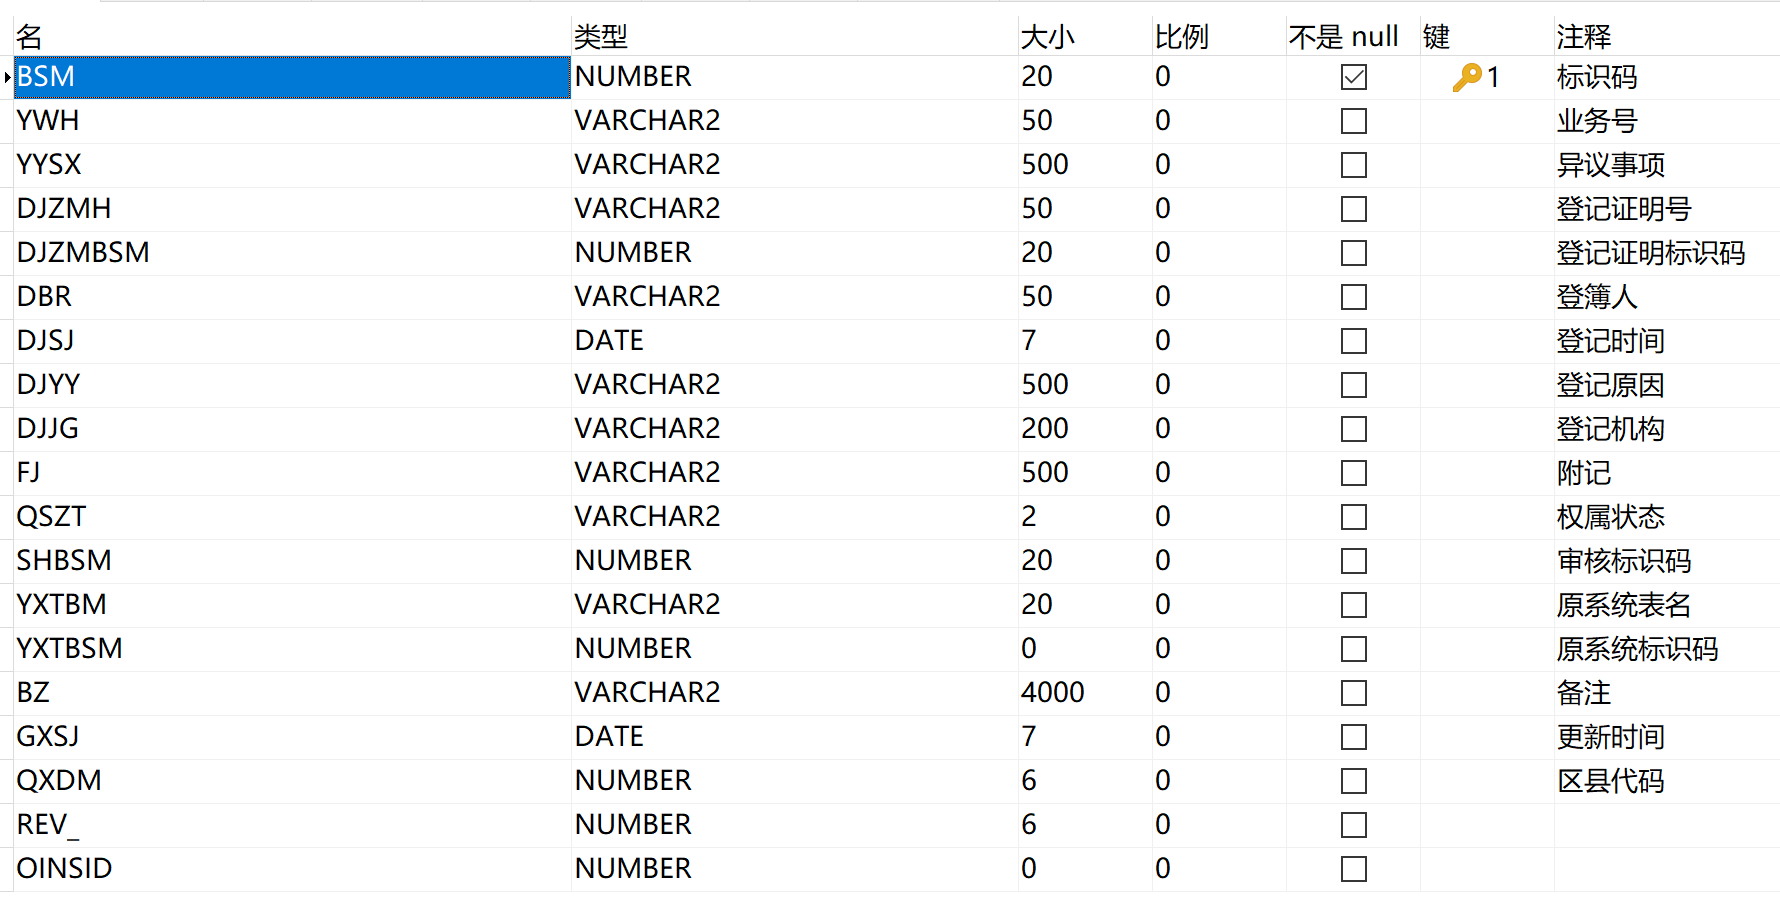 名 类型 大小 比例 不是 null 键 注释
BSM NUMBER 20 0 1 标识码
YWH VARCHAR2 50 0 业务号
YYSX VARCHAR2 500 0 异议事项
DJZMH VARCHAR2 50 0 登记证明号
DJZMBSM NUMBER 20 0 登记证明标识码
DBR VARCHAR2 50 0 登簿人
DJSJ DATE 7 0 登记时间
DJYY VARCHAR2 500 0 登记原因
DJJG VARCHAR2 200 0 登记机构
FJ VARCHAR2 500 0 附记
QSZT VARCHAR2 2 0 权属状态
SHBSM NUMBER 20 0 审核标识码
YXTBM VARCHAR2 20 0 原系统表名
YXTBSM NUMBER 0 0 原系统标识码
BZ VARCHAR2 4000 0 备注
GXSJ DATE 7 0 更新时间
QXDM NUMBER 6 0 区县代码
REV_ NUMBER 6 0
OINSID NUMBER 0 0